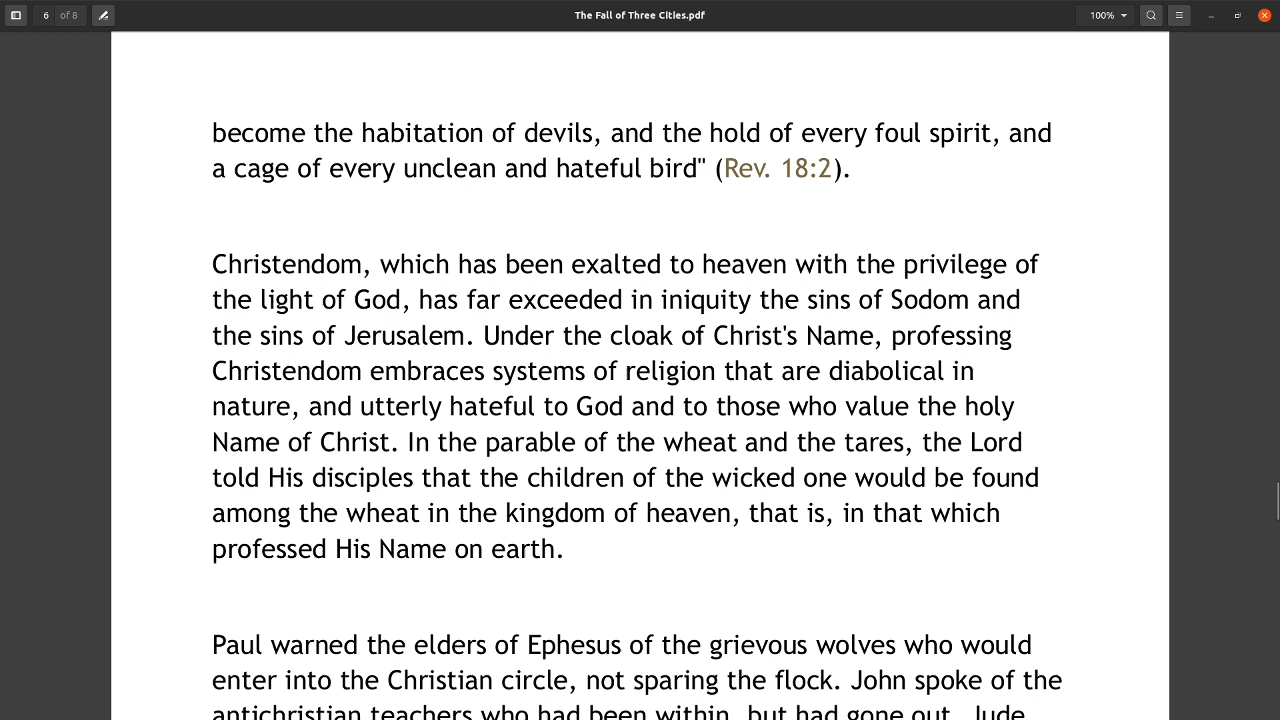 6 of 8
The Fall of Three Cities.pdf
100%
become the habitation of devils, and the hold of every foul spirit, and
a cage of every unclean and hateful bird" (Rev. 18:2).
Christendom, which has been exalted to heaven with the privilege of
the light of God, has far exceeded in iniquity the sins of Sodom and
the sins of Jerusalem. Under the cloak of Christ's Name, professing
Christendom embraces systems of religion that are diabolical in
nature, and utterly hateful to God and to those who value the holy
Name of Christ. In the parable of the wheat and the tares, the Lord
told His disciples that the children of the wicked one would be found
among the wheat in the kingdom of heaven, that is, in that which
professed His Name on earth.
Paul warned the elders of Ephesus of the grievous wolves who would
enter into the Christian circle, not sparing the flock. John spoke of the
antichristian teachers who had been within, but had gone out. Jude